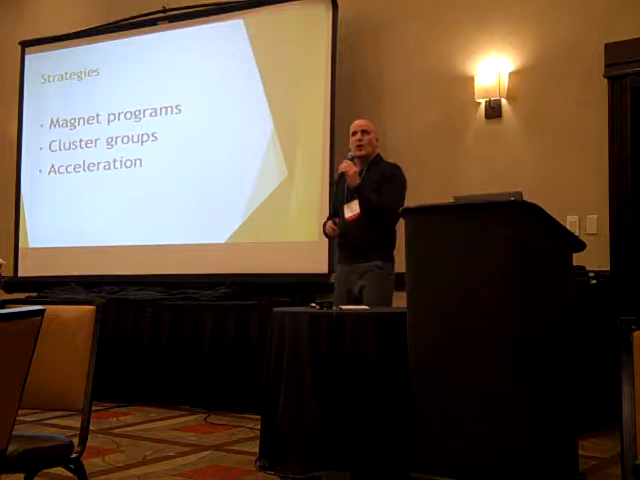 Strategies
Magnet programs
Cluster groups
Acceleration